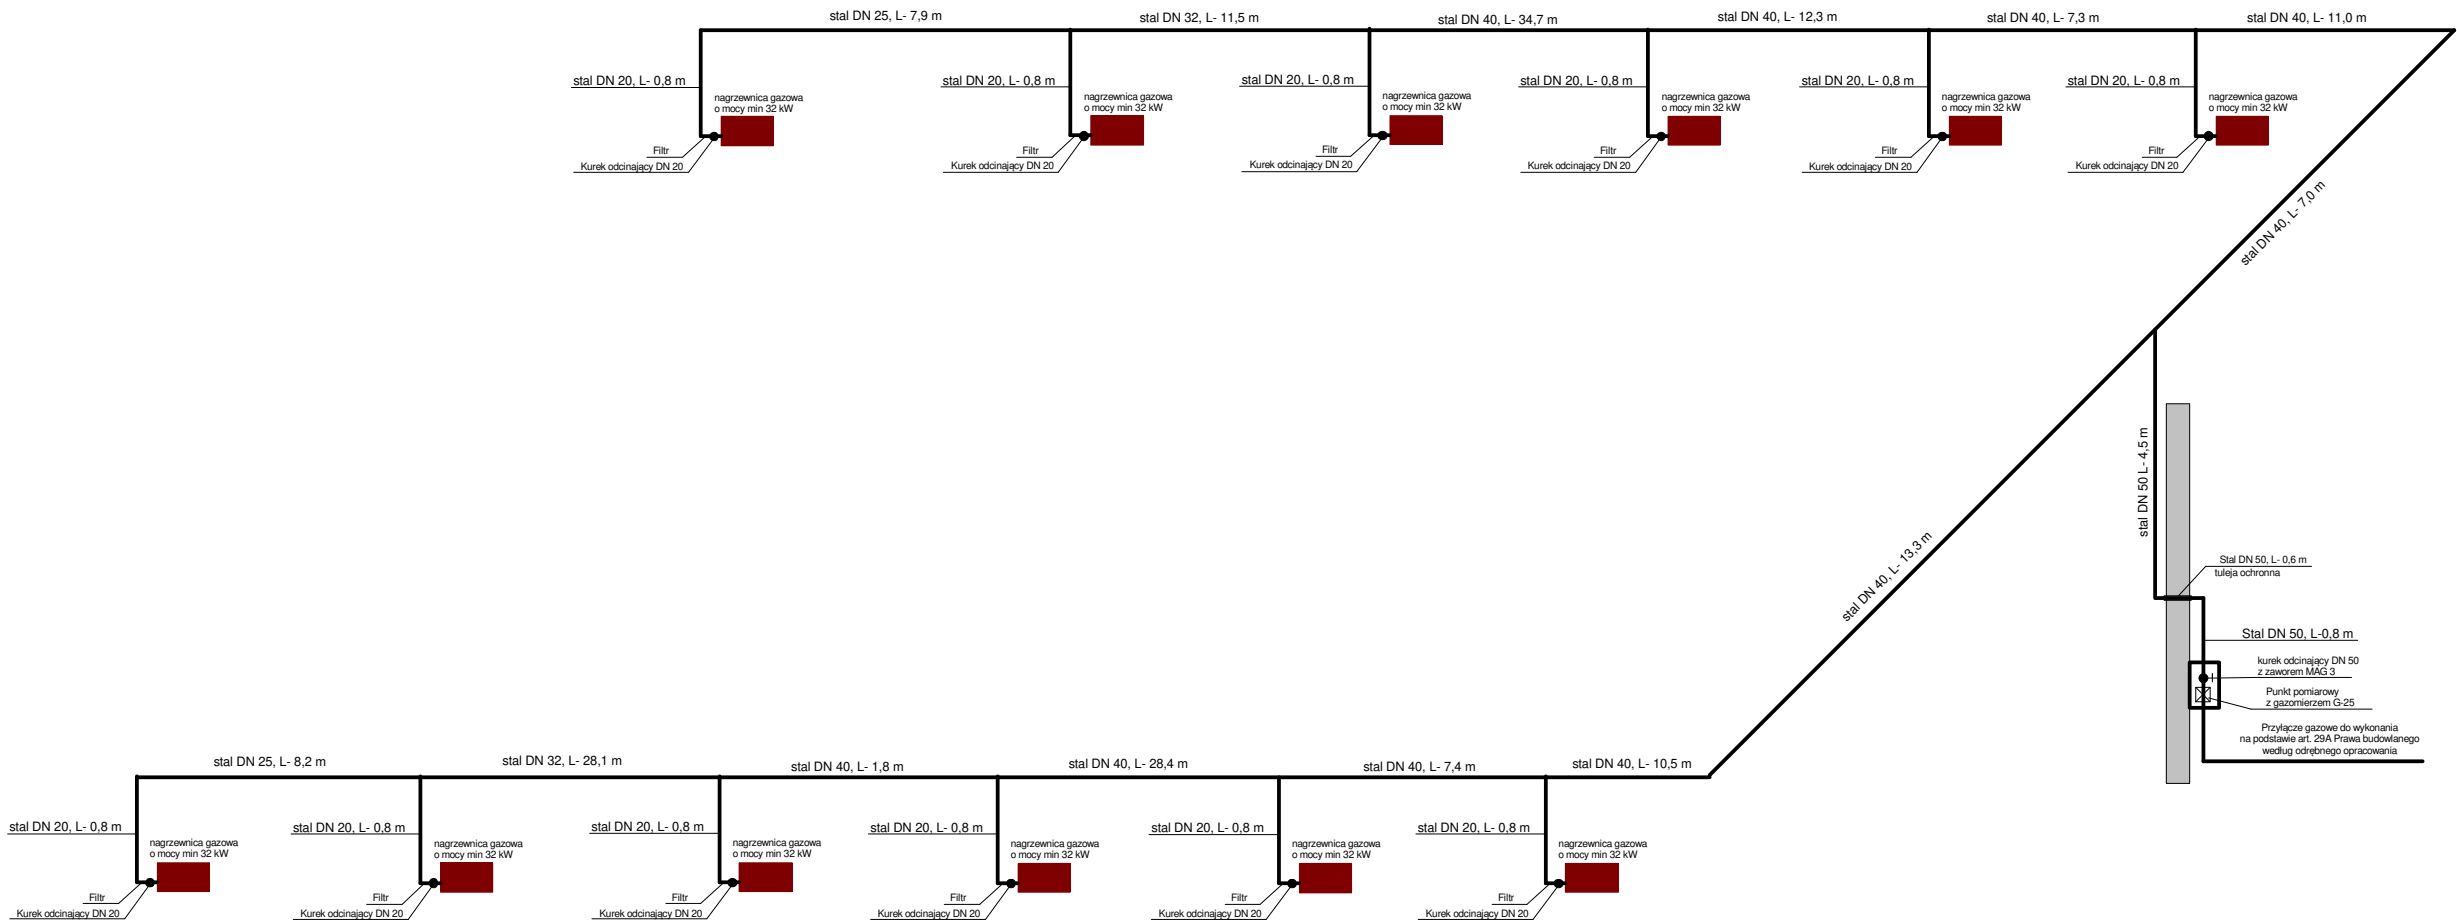 stal DN 25, L- 7,9 m
stal DN 32, L- 11,5 m
stal DN 40, L- 34,7 m
stal DN 40, L- 12,3 m
stal DN 40, L- 7,3 m
stal DN 40, L- 11,0 m
stal DN 20, L- 0,8 m
nagrzewnica gazowa
o mocy min 32 kW
Filtr
Kurek odcinający DN 20
stal DN 20, L- 0,8 m
nagrzewnica gazowa
o mocy min 32 kW
Filtr
Kurek odcinający DN 20
stal DN 20, L- 0,8 m
nagrzewnica gazowa
o mocy min 32 kW
Filtr
Kurek odcinający DN 20
stal DN 20, L- 0,8 m
nagrzewnica gazowa
o mocy min 32 kW
Filtr
Kurek odcinający DN 20
stal DN 20, L- 0,8 m
nagrzewnica gazowa
o mocy min 32 kW
Filtr
Kurek odcinający DN 20
stal DN 20, L- 0,8 m
nagrzewnica gazowa
o mocy min 32 kW
Filtr
Kurek odcinający DN 20
stal DN 40, L- 7,0 m
stal DN 50 L- 4,5 m
stal DN 40, L- 13,3 m
Stal DN 50, L- 0,6 m
tuleja ochronna
Stal DN 50, L-0,8 m
kurek odcinający DN 50
z zaworem MAG 3
Punkt pomiarowy
z gazomierzem G-25
Przyłącze gazowe do wykonania
na podstawie art. 29A Prawa budowlanego
według odrębnego opracowania
stal DN 25, L- 8,2 m
stal DN 32, L- 28,1 m
stal DN 40, L- 1,8 m
stal DN 40, L- 28,4 m
stal DN 40, L- 7,4 m
stal DN 40, L- 10,5 m
stal DN 20, L- 0,8 m
nagrzewnica gazowa
o mocy min 32 kW
Filtr
Kurek odcinający DN 20
stal DN 20, L- 0,8 m
nagrzewnica gazowa
o mocy min 32 kW
Filtr
Kurek odcinający DN 20
stal DN 20, L- 0,8 m
nagrzewnica gazowa
o mocy min 32 kW
Filtr
Kurek odcinający DN 20
stal DN 20, L- 0,8 m
nagrzewnica gazowa
o mocy min 32 kW
Filtr
Kurek odcinający DN 20
stal DN 20, L- 0,8 m
nagrzewnica gazowa
o mocy min 32 kW
Filtr
Kurek odcinający DN 20
stal DN 20, L- 0,8 m
nagrzewnica gazowa
o mocy min 32 kW
Filtr
Kurek odcinający DN 20